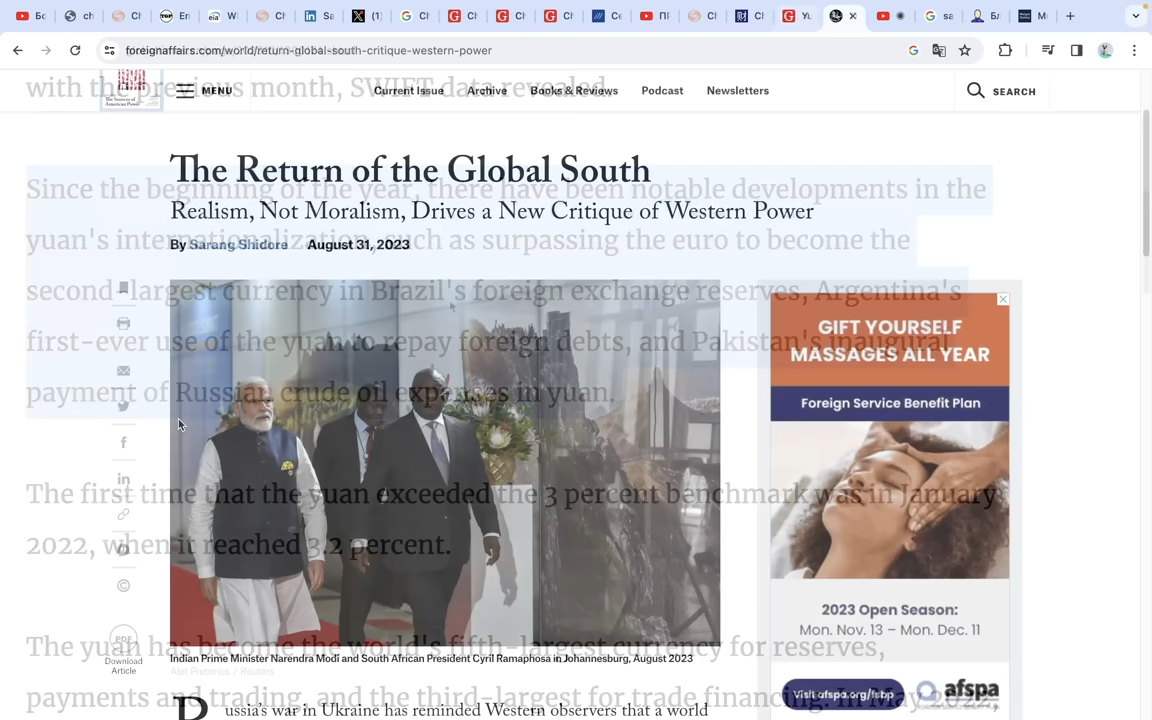 foreignaffairs.com/world/return-global-south-critique-western-power
with the previous month, SWIFT data revealed.
MENU
Current Issue
Archive
Books & Reviews
Podcast
Newsletters
SEARCH
The Return of the Global South
Realism, Not Moralism, Drives a New Critique of Western Power
By Sarang Shidore August 31, 2023
Since the beginning of the year, there have been notable developments in the
yuan's internationalization, such as surpassing the euro to become the
second-largest currency in Brazil's foreign exchange reserves, Argentina's
first-ever use of the yuan to repay foreign debts, and Pakistan's inaugural
payment of Russian crude oil expenses in yuan.
The first time that the yuan exceeded the 3 percent benchmark was in January
2022, when it reached 3.2 percent.
The yuan has become the world's fifth-largest currency for reserves,
payments and trading, and the third-largest for trade financing. In May 2022,
PDF
Download
Article
Indian Prime Minister Narendra Modi and South African President Cyril Ramaphosa in Johannesburg, August 2023
Alet Pretorius / Reuters
Russia's war in Ukraine has reminded Western observers that a world
GIFT YOURSELF
MASSAGES ALL YEAR
Foreign Service Benefit Plan
2023 Open Season:
Mon. Nov. 13 – Mon. Dec. 11
Visit afspa.org/fsbp
afspa